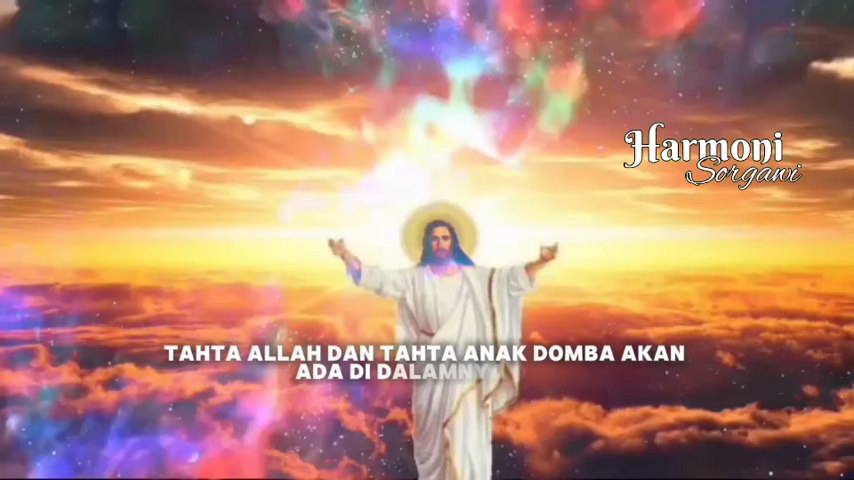 Harmoni
Sorgawi
TAHTA ALLAH DAN TAHTA ANAK DOMBA AKAN
ADA DI DALAMNY